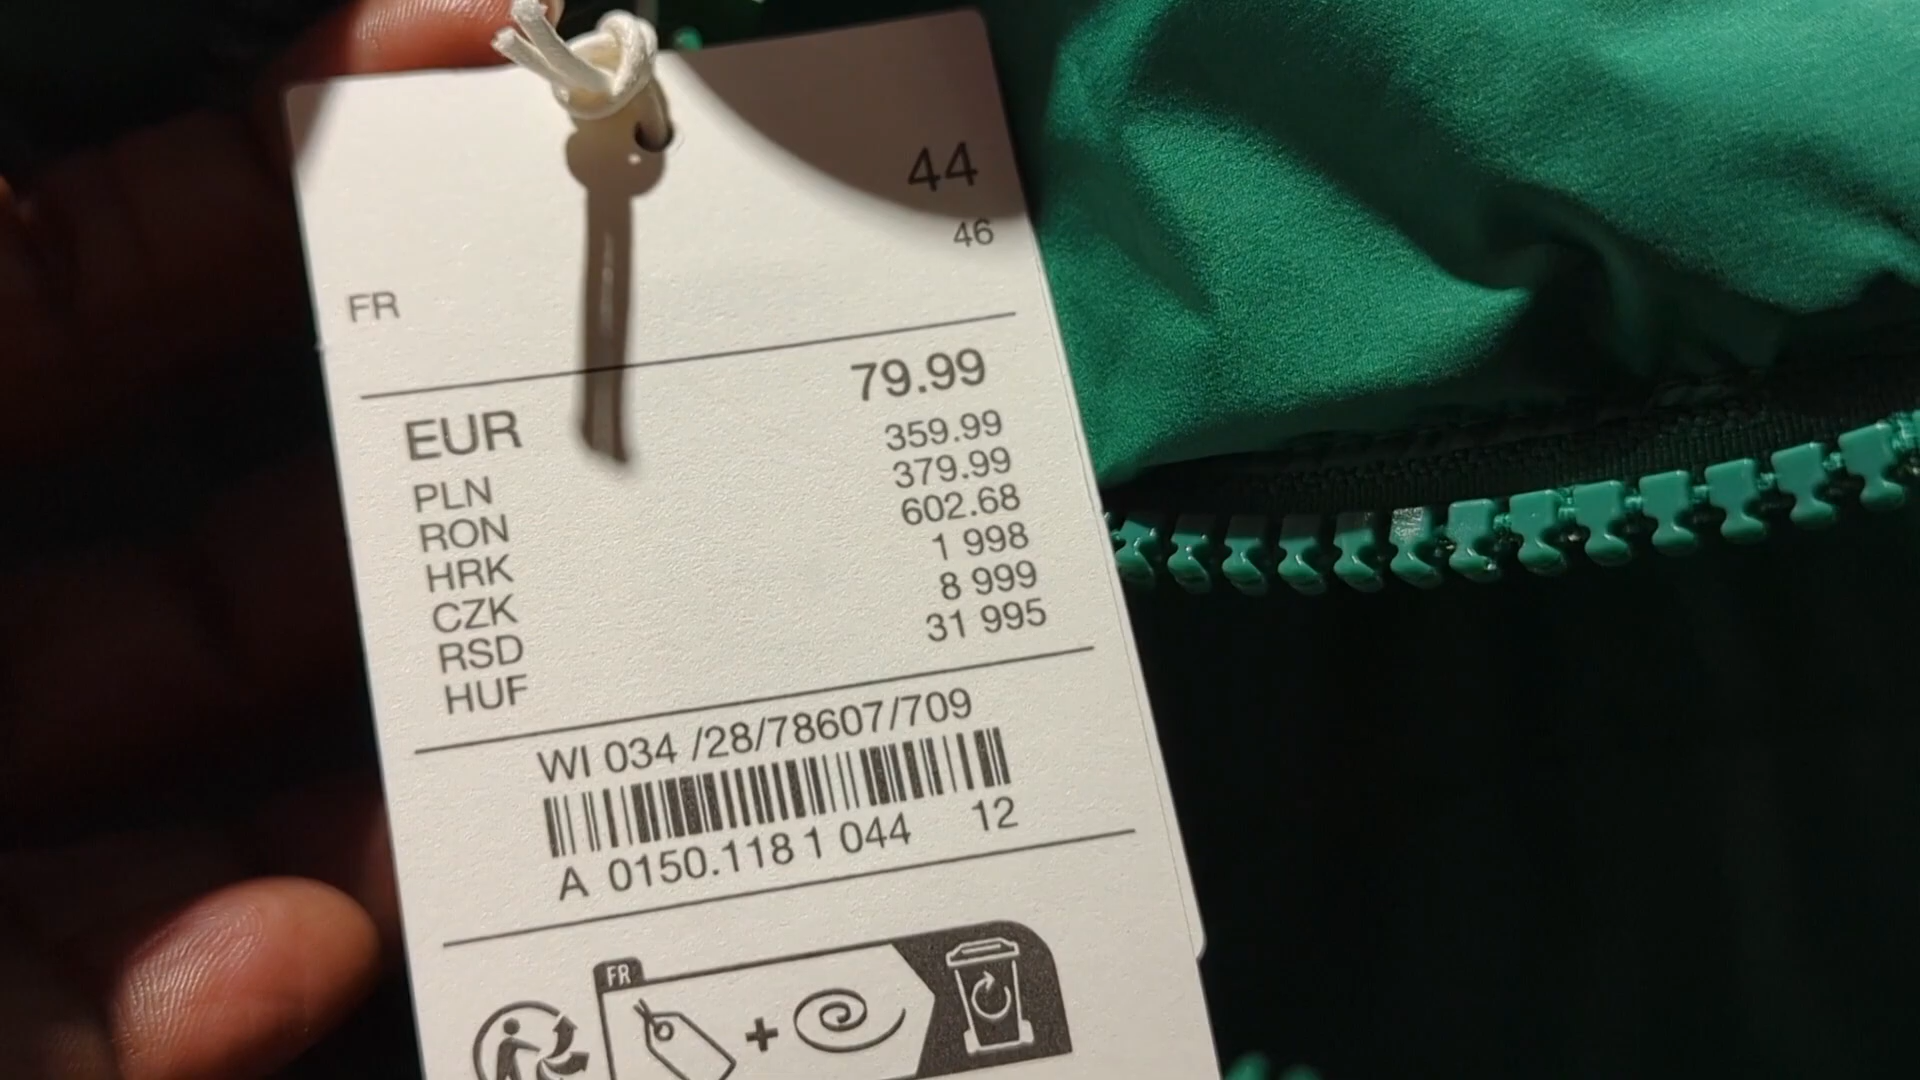 44
FR 46
EUR 79.99
PLN 359.99
RON 379.99
HRK 602.68
CZK 1 998
RSD 8 999
HUF 31 995
WI 034 /28/78607/709
A 0150.118 1 044 12
FR
+